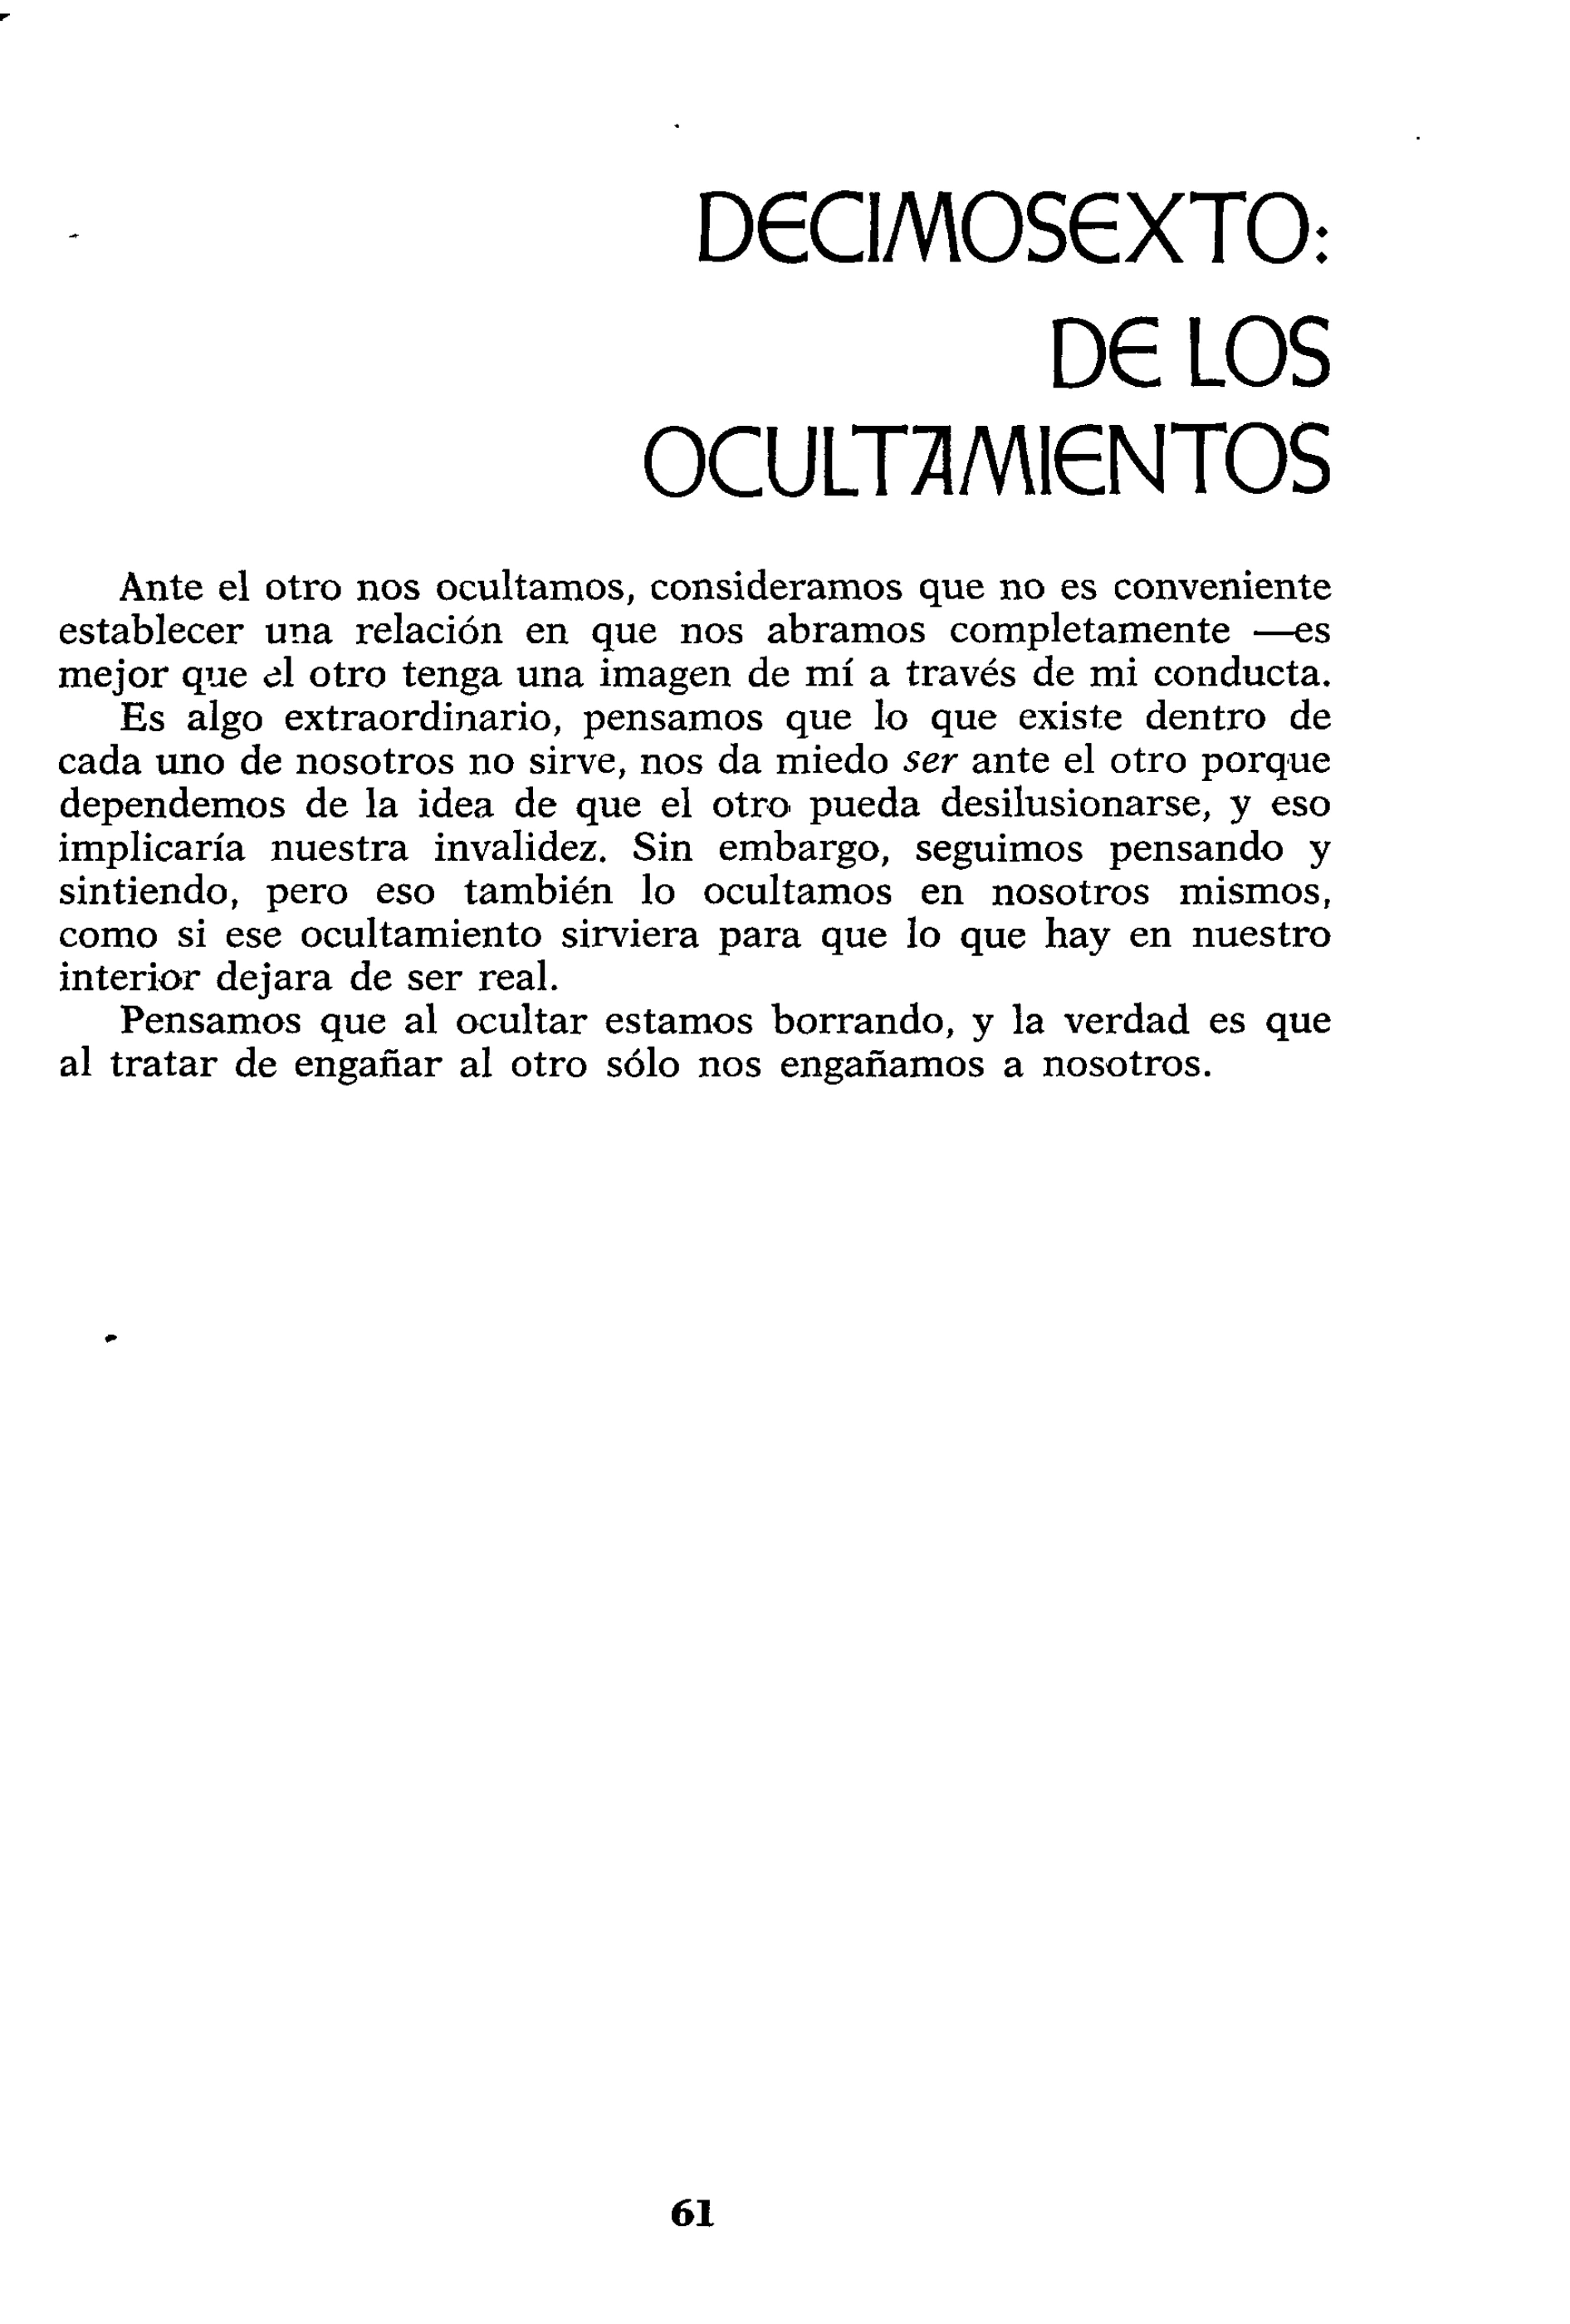 DECIMOSEXTO:
DE LOS
OCULTAMIENTOS
Ante el otro nos ocultamos, consideramos que no es conveniente
establecer una relación en que nos abramos completamente —es
mejor que el otro tenga una imagen de mí a través de mi conducta.
Es algo extraordinario, pensamos que lo que existe dentro de
cada uno de nosotros no sirve, nos da miedo ser ante el otro porque
dependemos de la idea de que el otro pueda desilusionarse, y eso
implicaría nuestra invalidez. Sin embargo, seguimos pensando y
sintiendo, pero eso también lo ocultamos en nosotros mismos,
como si ese ocultamiento sirviera para que lo que hay en nuestro
interior dejara de ser real.
Pensamos que al ocultar estamos borrando, y la verdad es que
al tratar de engañar al otro sólo nos engañamos a nosotros.
61